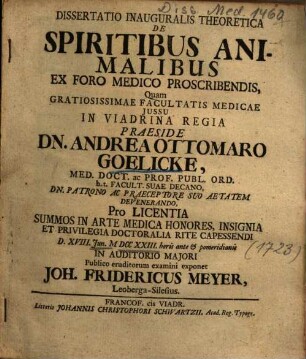 Diss. Med. 1460
DISSERTATIO INAUGURALIS THEORETICA
DE
SPIRITIBUS ANI-
MALIBUS
EX FORO MEDICO PROSCRIBENDIS,
Quam
GRATIOSISSIMAE FACULTATIS MEDICAE
JUSSU
IN VIADRINA REGIA
PRAESIDE
DN. ANDREA OTTOMARO
GOELICKE,
MED. DOCT. ac PROF. PUBL. ORD.
h.t. FACULT. SUAE DECANO,
DN. PATRONO AC PRAECEPTORE SUO AETATEM
DEVENERANDO,
Pro LICENTIA
SUMMOS IN ARTE MEDICA HONORES, INSIGNIA
ET PRIVILEGIA DOCTORALIA RITE CAPESSENDI
D. XVIII. Jun. M DCC XXIII. horis ante & pomeridianis
(1723)
IN AUDITORIO MAJORI
Publico eruditorum examini exponet
JOH. FRIDERICUS MEYER,
Leoberga-Silesius.
FRANCOF. cis VIADR.
Literis JOHANNIS CHRISTOPHORI SCHWARTZII, Acad. Reg. Typogr.